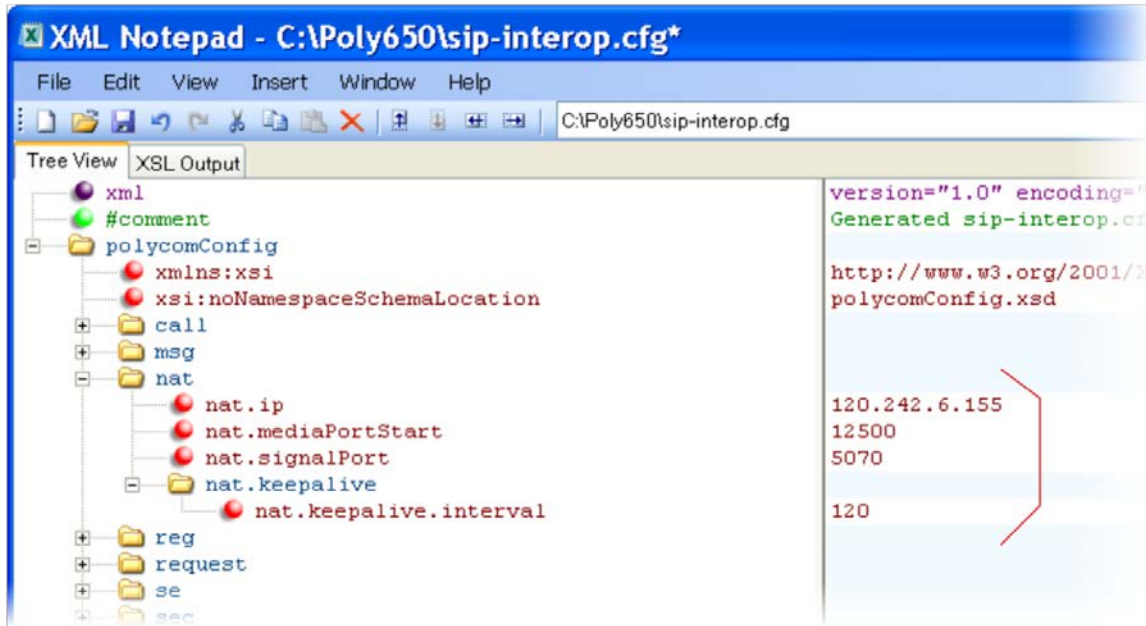 XML Notepad - C:\Poly650\sip-interop.cfg*
File Edit View Insert Window Help
C:\Poly650\sip-interop.cfg
Tree View XSL Output
xml version="1.0" encoding="
#comment Generated sip-interop.cf
polycomConfig
xmlns:xsi http://www.w3.org/2001/X
xsi:noNamespaceSchemaLocation polycomConfig.xsd
call
msg
nat
nat.ip 120.242.6.155
nat.mediaPortStart 12500
nat.signalPort 5070
nat.keepalive
nat.keepalive.interval 120
reg
request
se
sec